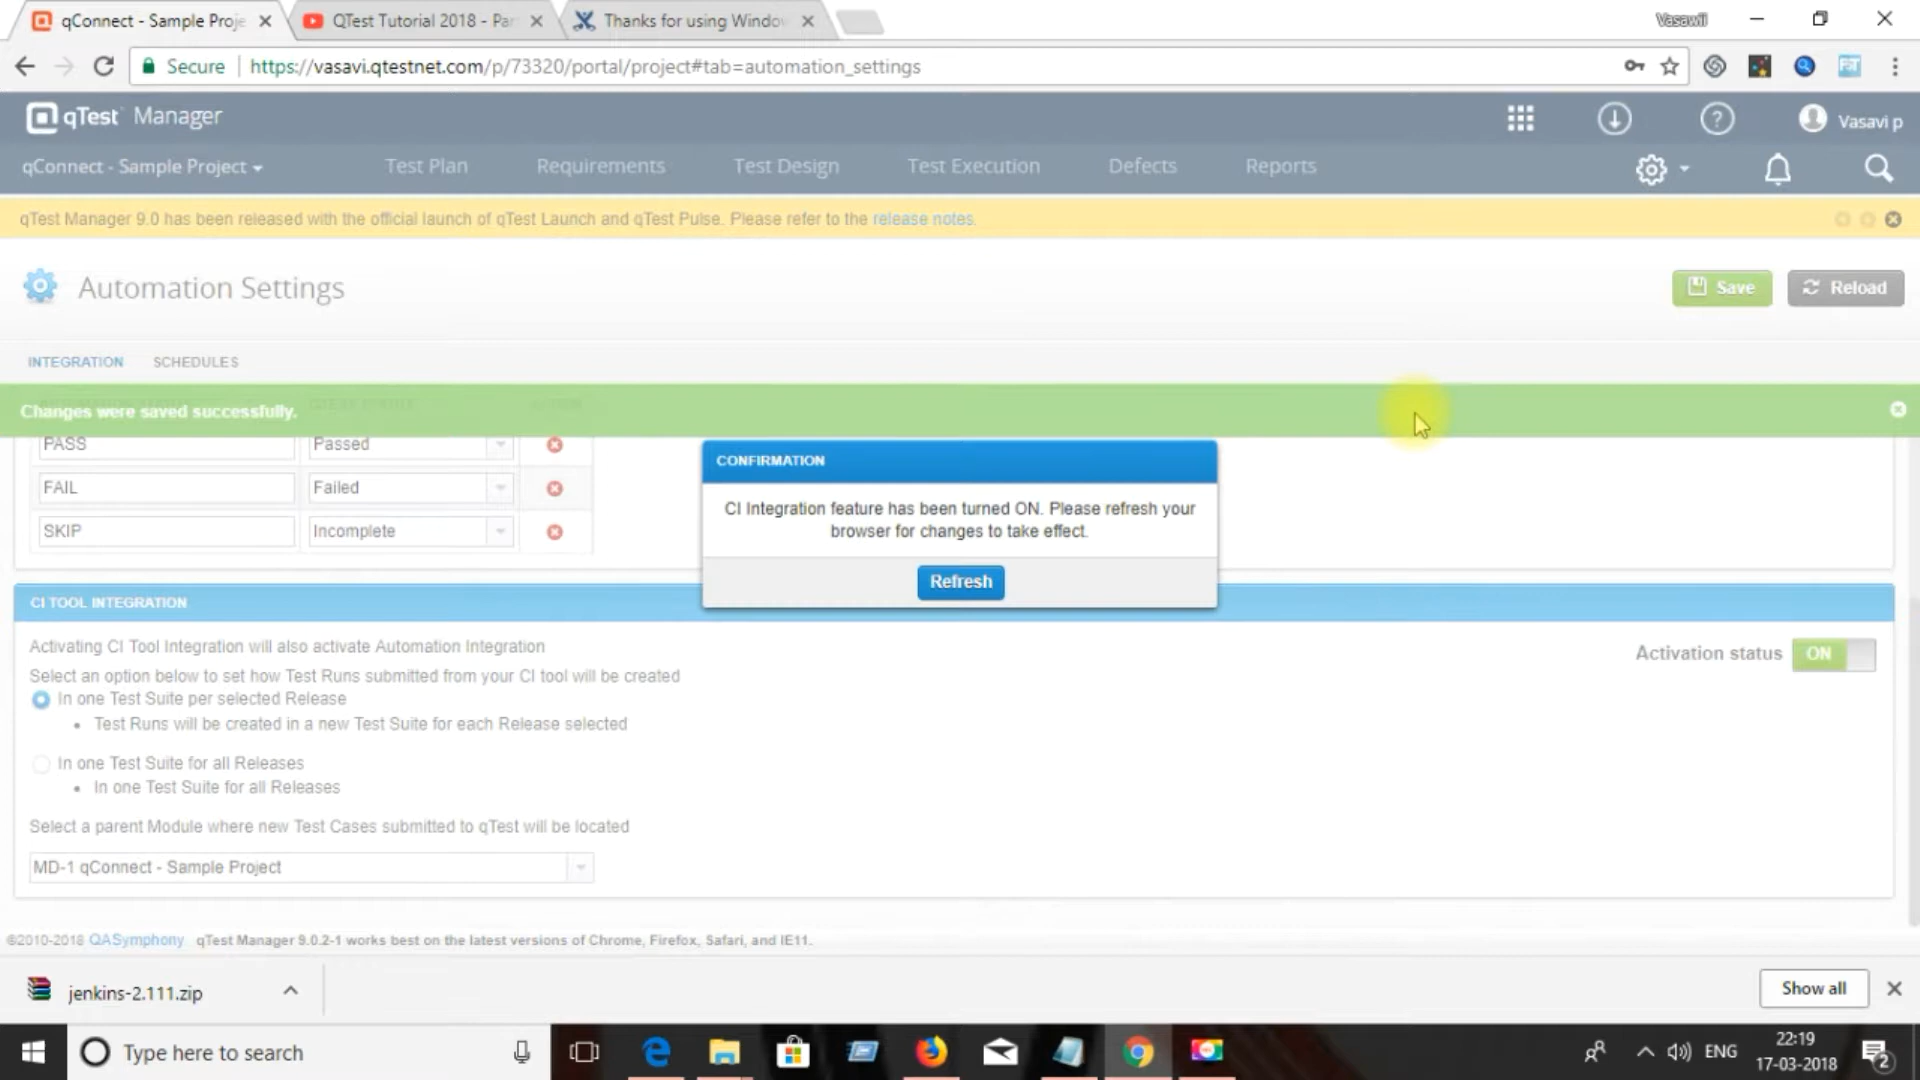 qConnect - Sample Proje
QTest Tutorial 2018 - Par
Thanks for using Windo
Vasawii
Secure
https://vasavi.qtestnet.com/p/73320/portal/project#tab=automation_settings
qTest Manager
Vasavi p
qConnect - Sample Project
Test Plan
Requirements
Test Design
Test Execution
Defects
Reports
qTest Manager 9.0 has been released with the official launch of qTest Launch and qTest Pulse. Please refer to the release notes.
Automation Settings
Save
Reload
INTEGRATION
SCHEDULES
Changes were saved successfully.
PASS
Passed
FAIL
Failed
SKIP
Incomplete
CONFIRMATION
CI Integration feature has been turned ON. Please refresh your
browser for changes to take effect.
Refresh
CI TOOL INTEGRATION
Activating CI Tool Integration will also activate Automation Integration
Activation status
ON
Select an option below to set how Test Runs submitted from your CI tool will be created
In one Test Suite per selected Release
• Test Runs will be created in a new Test Suite for each Release selected
In one Test Suite for all Releases
• In one Test Suite for all Releases
Select a parent Module where new Test Cases submitted to qTest will be located
MD-1 qConnect - Sample Project
©2010-2018 QASymphony qTest Manager 9.0.2-1 works best on the latest versions of Chrome, Firefox, Safari, and IE11.
jenkins-2.111.zip
Show all
Type here to search
ENG
22:19
17-03-2018
2